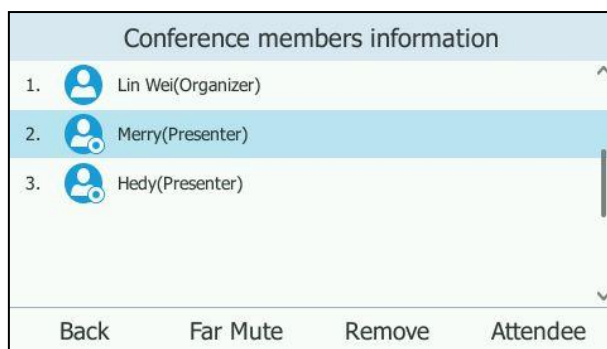 Conference members information
1. Lin Wei(Organizer)
2. Merry(Presenter)
3. Hedy(Presenter)
Back Far Mute Remove Attendee